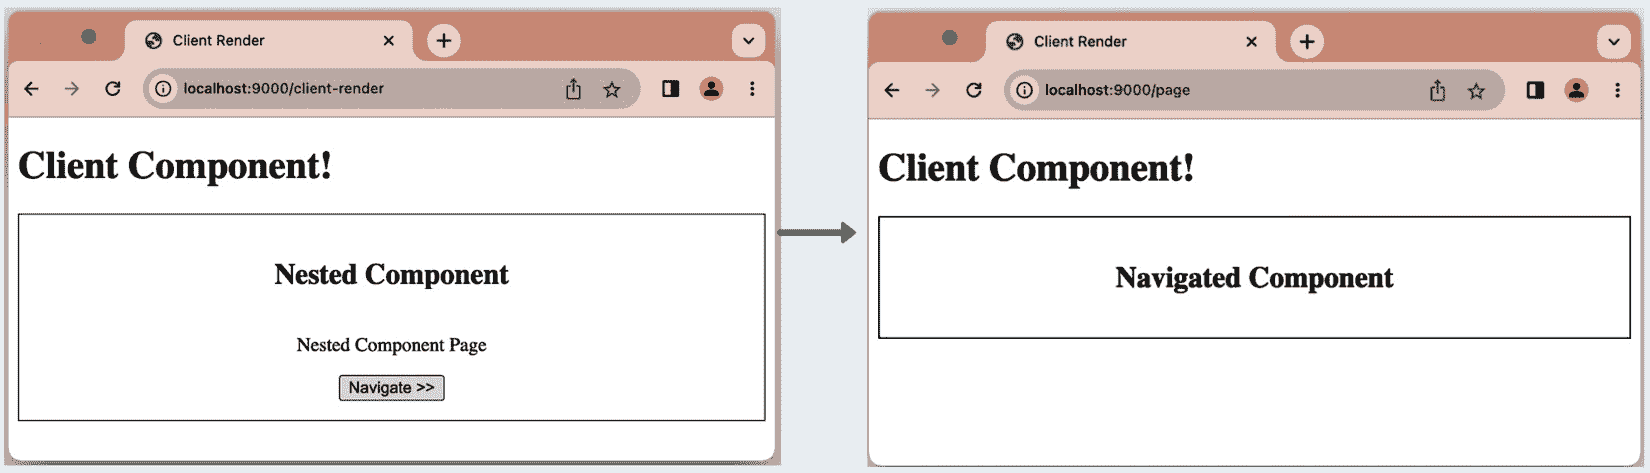 Client Render
localhost:9000/client-render
Client Component!
Nested Component
Nested Component Page
Navigate >>
Client Render
localhost:9000/page
Client Component!
Navigated Component